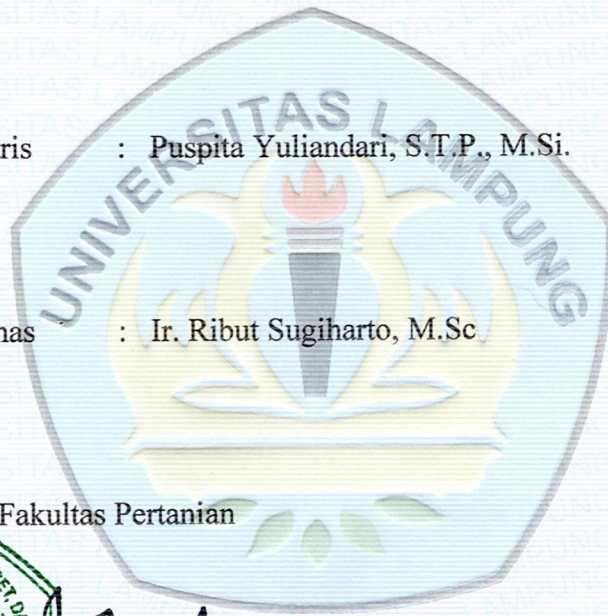 UNIVERSITAS LAMPUNG
ris : Puspita Yuliandari, S.T.P., M.Si.
nas : Ir. Ribut Sugiharto, M.Sc
Fakultas Pertanian